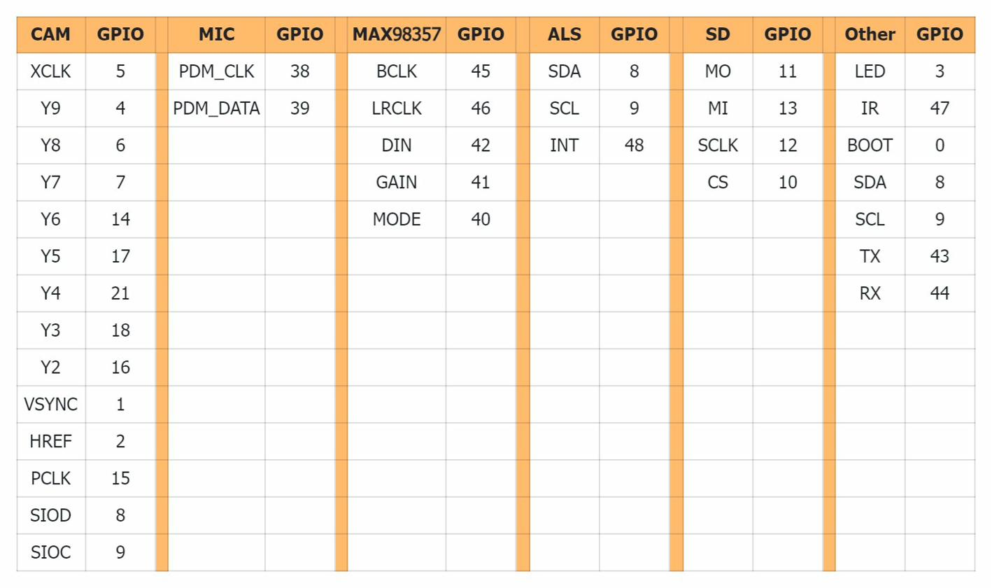 CAM GPIO MIC GPIO MAX98357 GPIO ALS GPIO SD GPIO Other GPIO
XCLK 5 PDM_CLK 38 BCLK 45 SDA 8 MO 11 LED 3
Y9 4 PDM_DATA 39 LRCLK 46 SCL 9 MI 13 IR 47
Y8 6 DIN 42 INT 48 SCLK 12 BOOT 0
Y7 7 GAIN 41 CS 10 SDA 8
Y6 14 MODE 40 SCL 9
Y5 17 TX 43
Y4 21 RX 44
Y3 18
Y2 16
VSYNC 1
HREF 2
PCLK 15
SIOD 8
SIOC 9